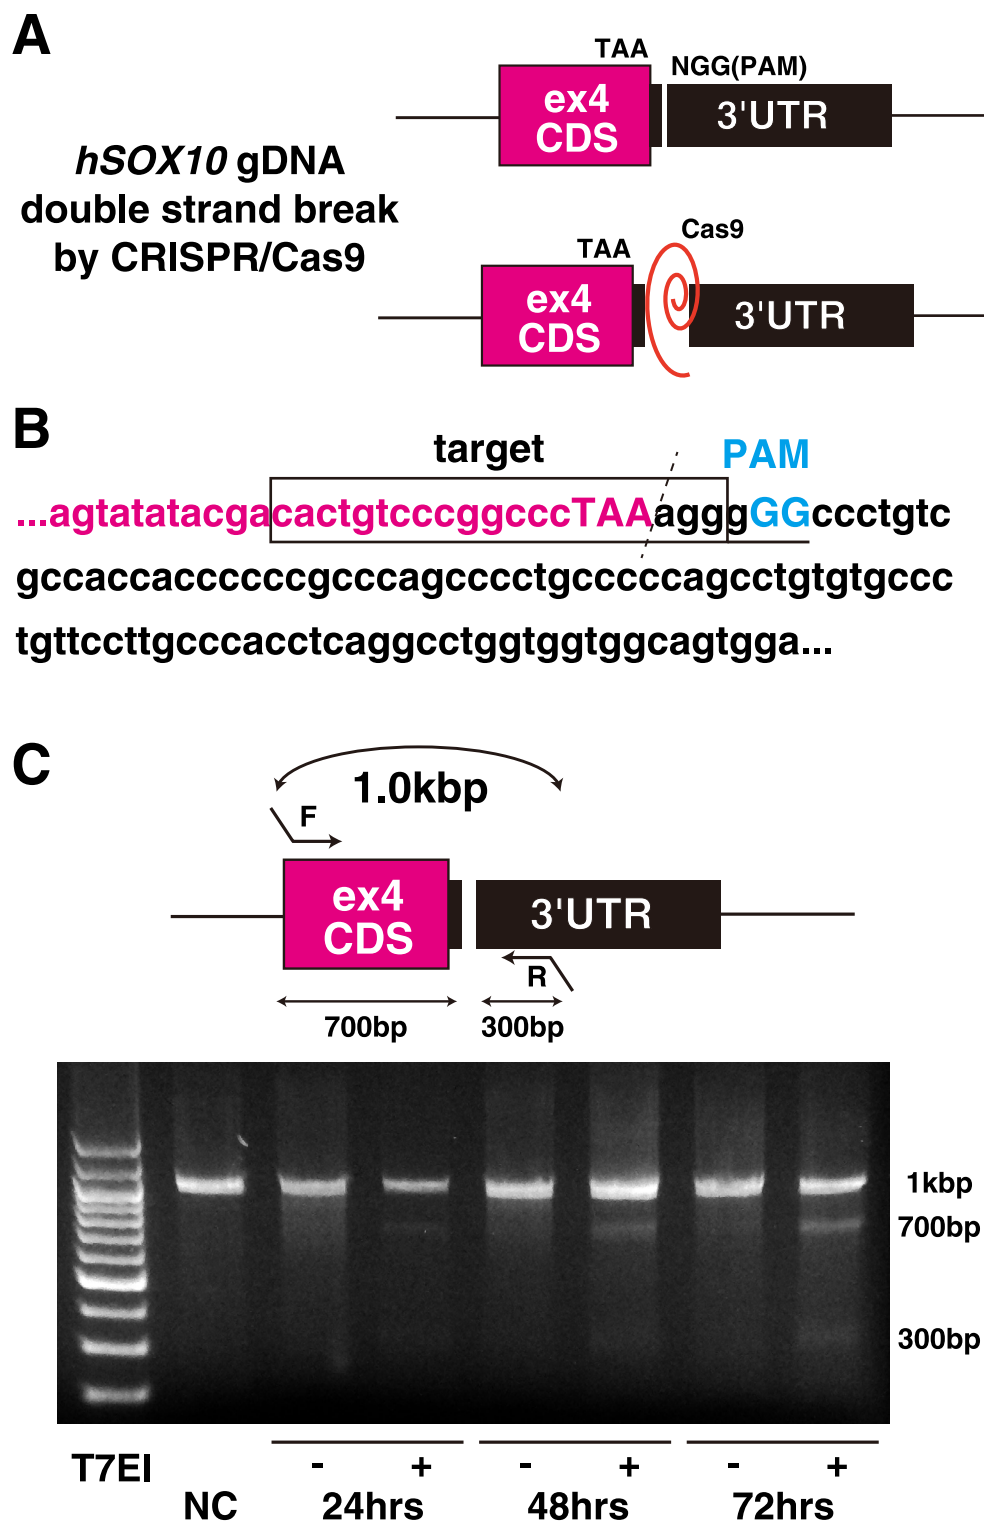 A
TAA
NGG(PAM)
ex4
CDS
3'UTR
hSOX10 gDNA
double strand break
by CRISPR/Cas9
Cas9
TAA
ex4
CDS
3'UTR
B
target
PAM
...agtatatacgacactgtcccggcccTAAagggGGccctgtc
gccaccaccccccgcccagcccctgcccccagcctgtgtgccc
tgttccttgcccacctcaggcctggtggtggcagtgga...
C
1.0kbp
F
ex4
CDS
3'UTR
R
700bp
300bp
1kbp
700bp
300bp
T7EI
- + - + - +
NC
24hrs
48hrs
72hrs